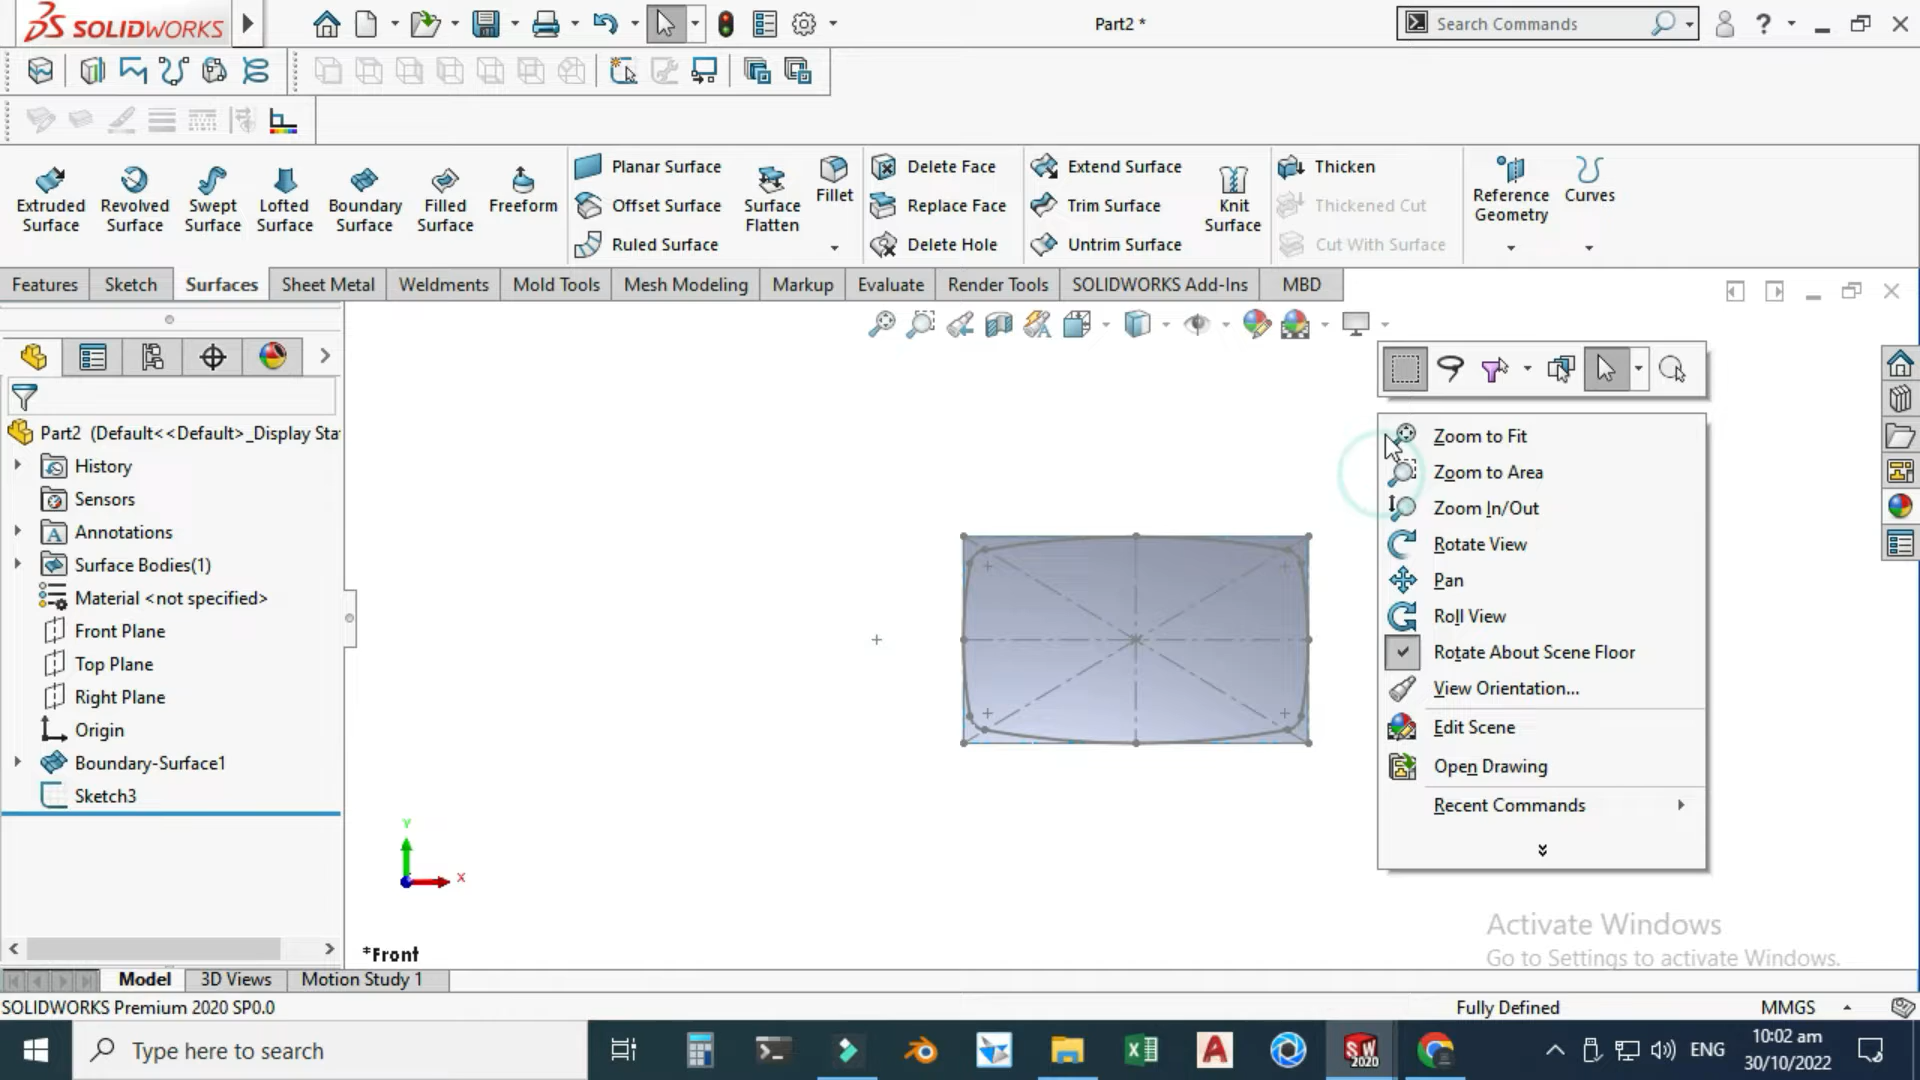 SOLIDWORKS
Part2 *
Search Commands
?
Extruded Surface
Revolved Surface
Swept Surface
Lofted Surface
Boundary Surface
Filled Surface
Freeform
Planar Surface
Offset Surface
Ruled Surface
Surface Flatten
Fillet
Delete Face
Replace Face
Delete Hole
Extend Surface
Trim Surface
Untrim Surface
Knit Surface
Thicken
Thickened Cut
Cut With Surface
Reference Geometry
Curves
Features
Sketch
Surfaces
Sheet Metal
Weldments
Mold Tools
Mesh Modeling
Markup
Evaluate
Render Tools
SOLIDWORKS Add-Ins
MBD
Part2 (Default<<Default>_Display Sta
History
Sensors
Annotations
Surface Bodies(1)
Material <not specified>
Front Plane
Top Plane
Right Plane
Origin
Boundary-Surface1
Sketch3
Zoom to Fit
Zoom to Area
Zoom In/Out
Rotate View
Pan
Roll View
Rotate About Scene Floor
View Orientation...
Edit Scene
Open Drawing
Recent Commands
Y
X
*Front
Activate Windows
Go to Settings to activate Windows.
Model
3D Views
Motion Study 1
SOLIDWORKS Premium 2020 SP0.0
Fully Defined
MMGS
Type here to search
SW
2020
ENG
10:02 am
30/10/2022